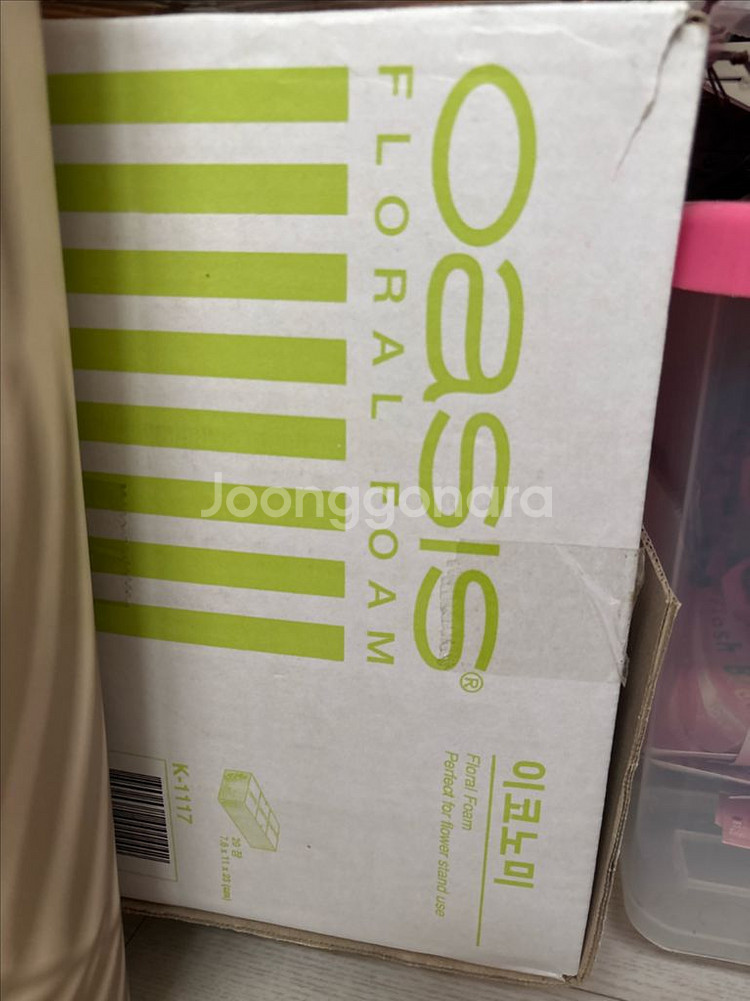 oasis®
FLORAL FOAM
이코노미
Floral Foam
Perfect for flower stand use
K-1117
Joonggonara